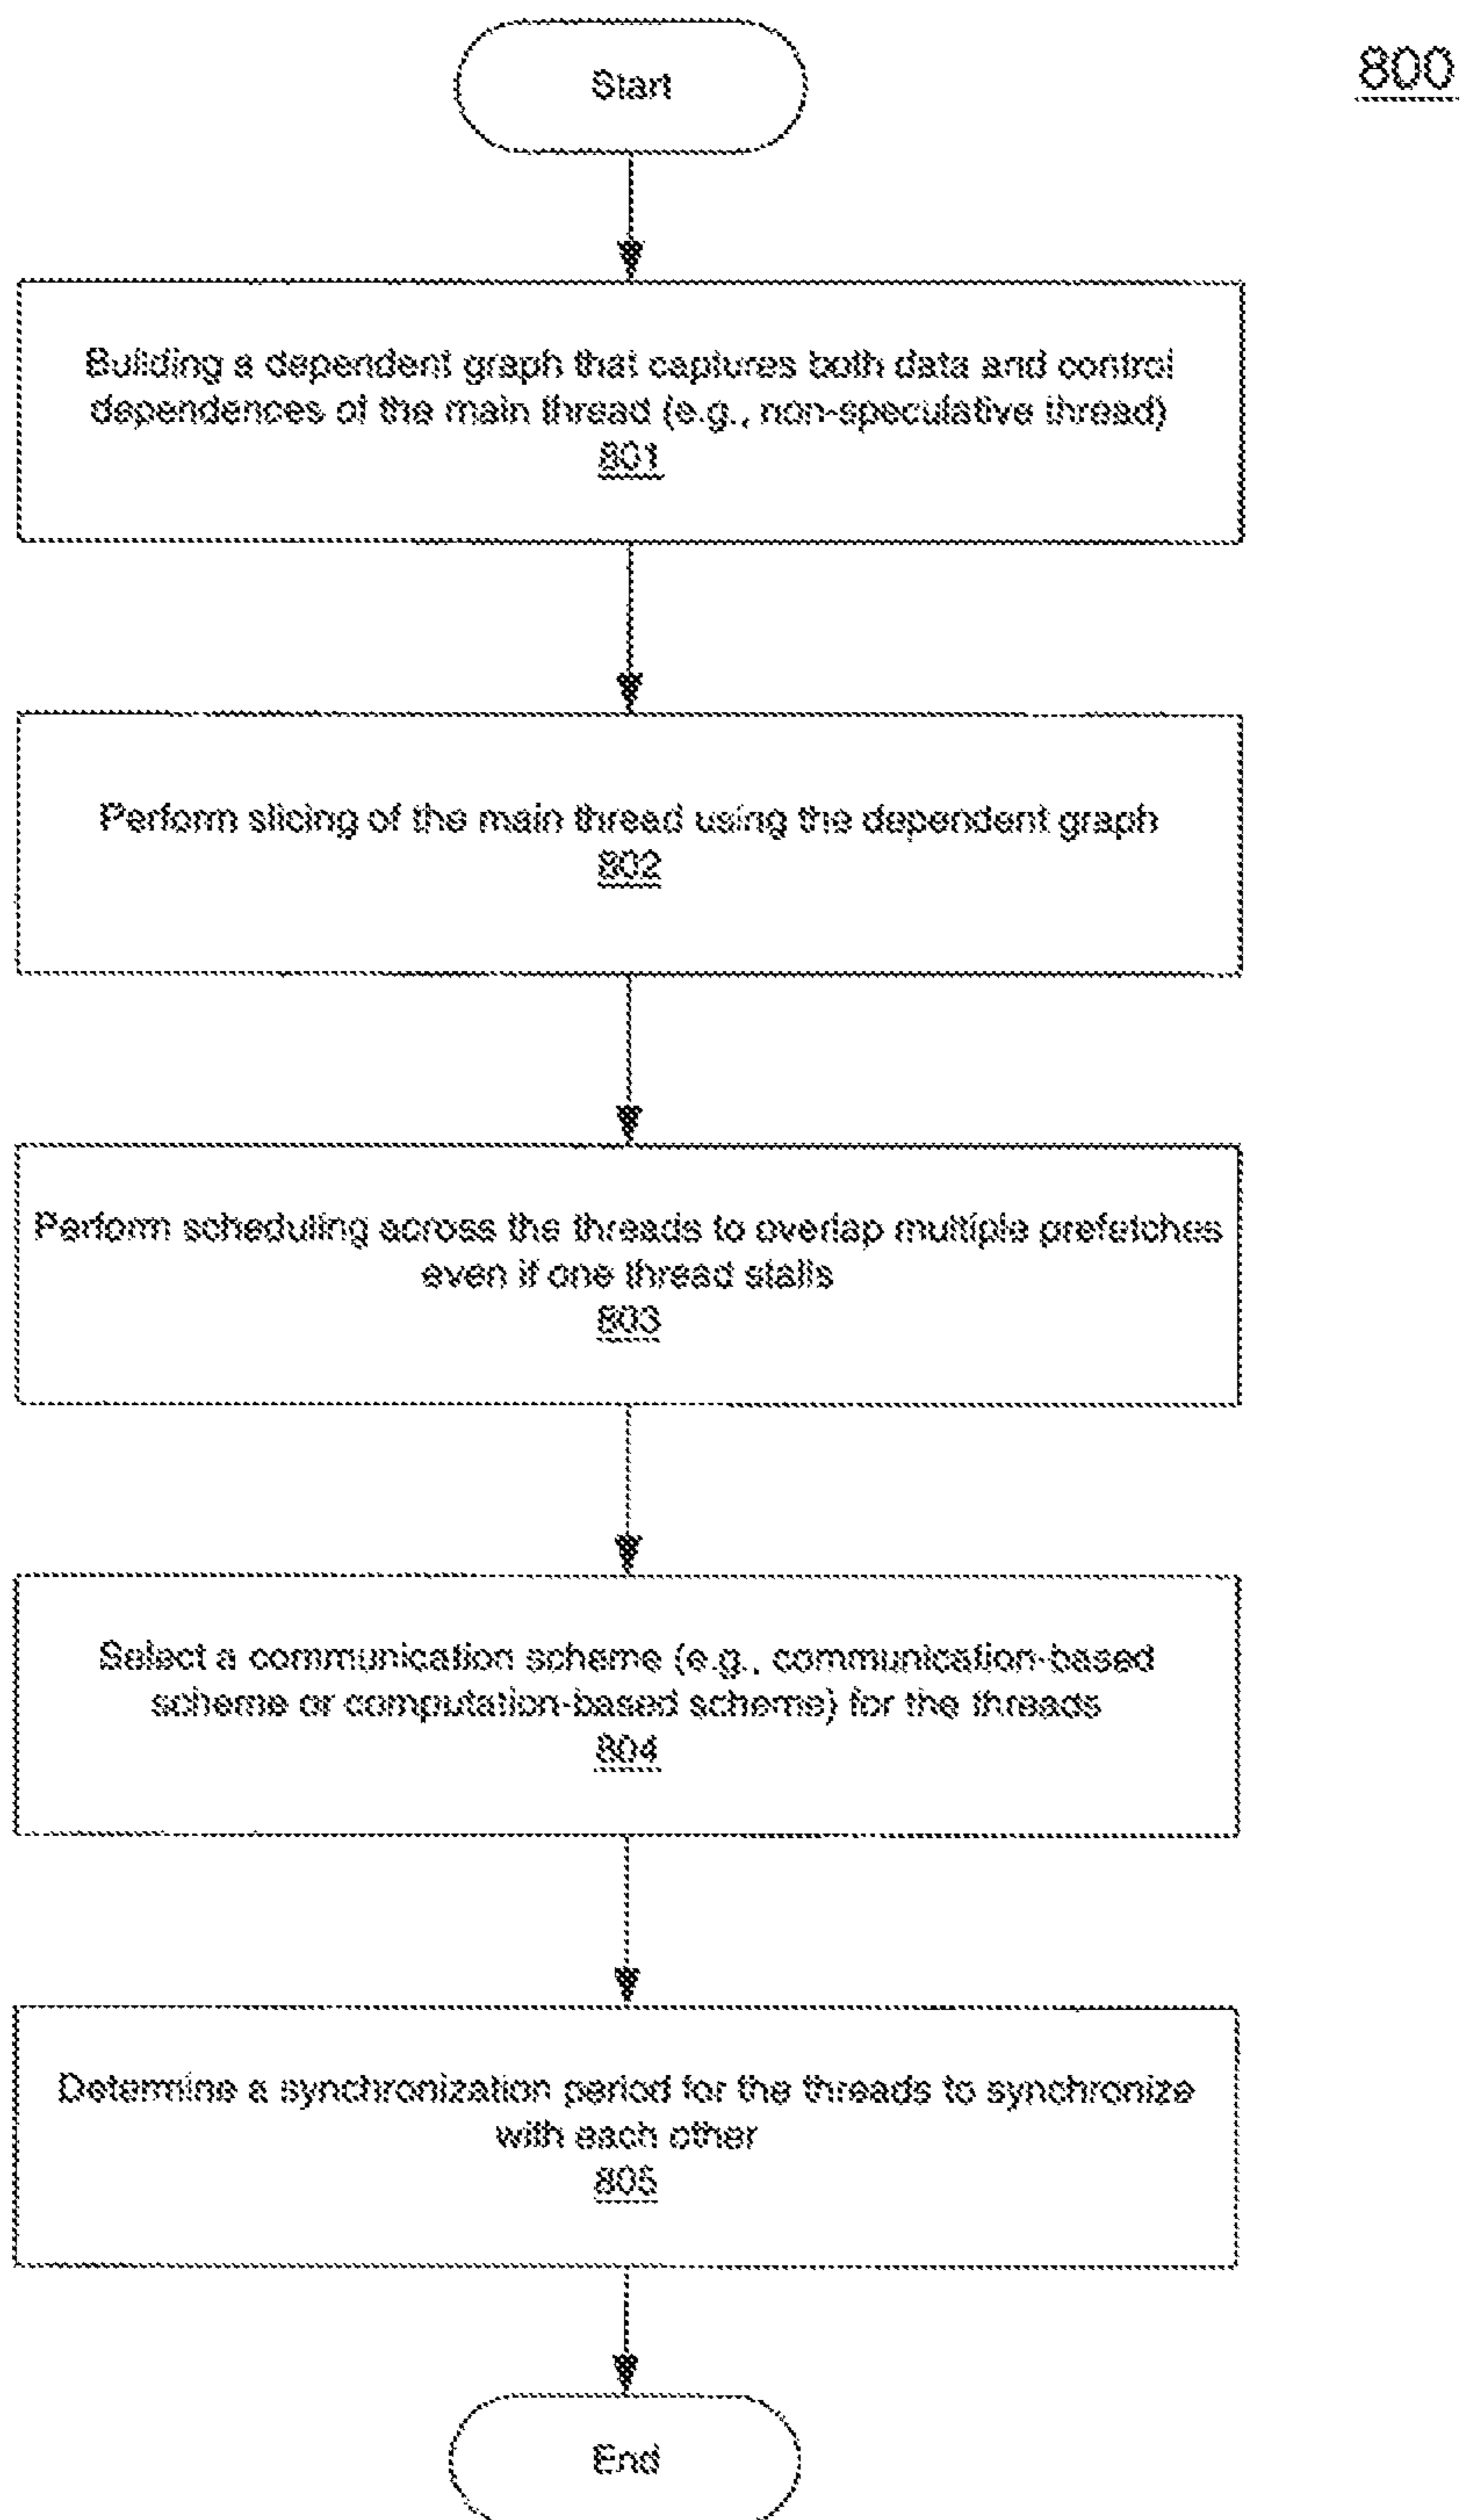 Start
800
Building a dependent graph that captures both data and control
dependences of the main thread (e.g., non-speculative thread)
801
Perform slicing of the main thread using the dependent graph
802
Perform scheduling across the threads to overlap multiple prefetches
even if one thread stalls
803
Select a communication scheme (e.g., communication-based
scheme or computation-based scheme) for the threads
804
Determine a synchronization period for the threads to synchronize
with each other
805
End